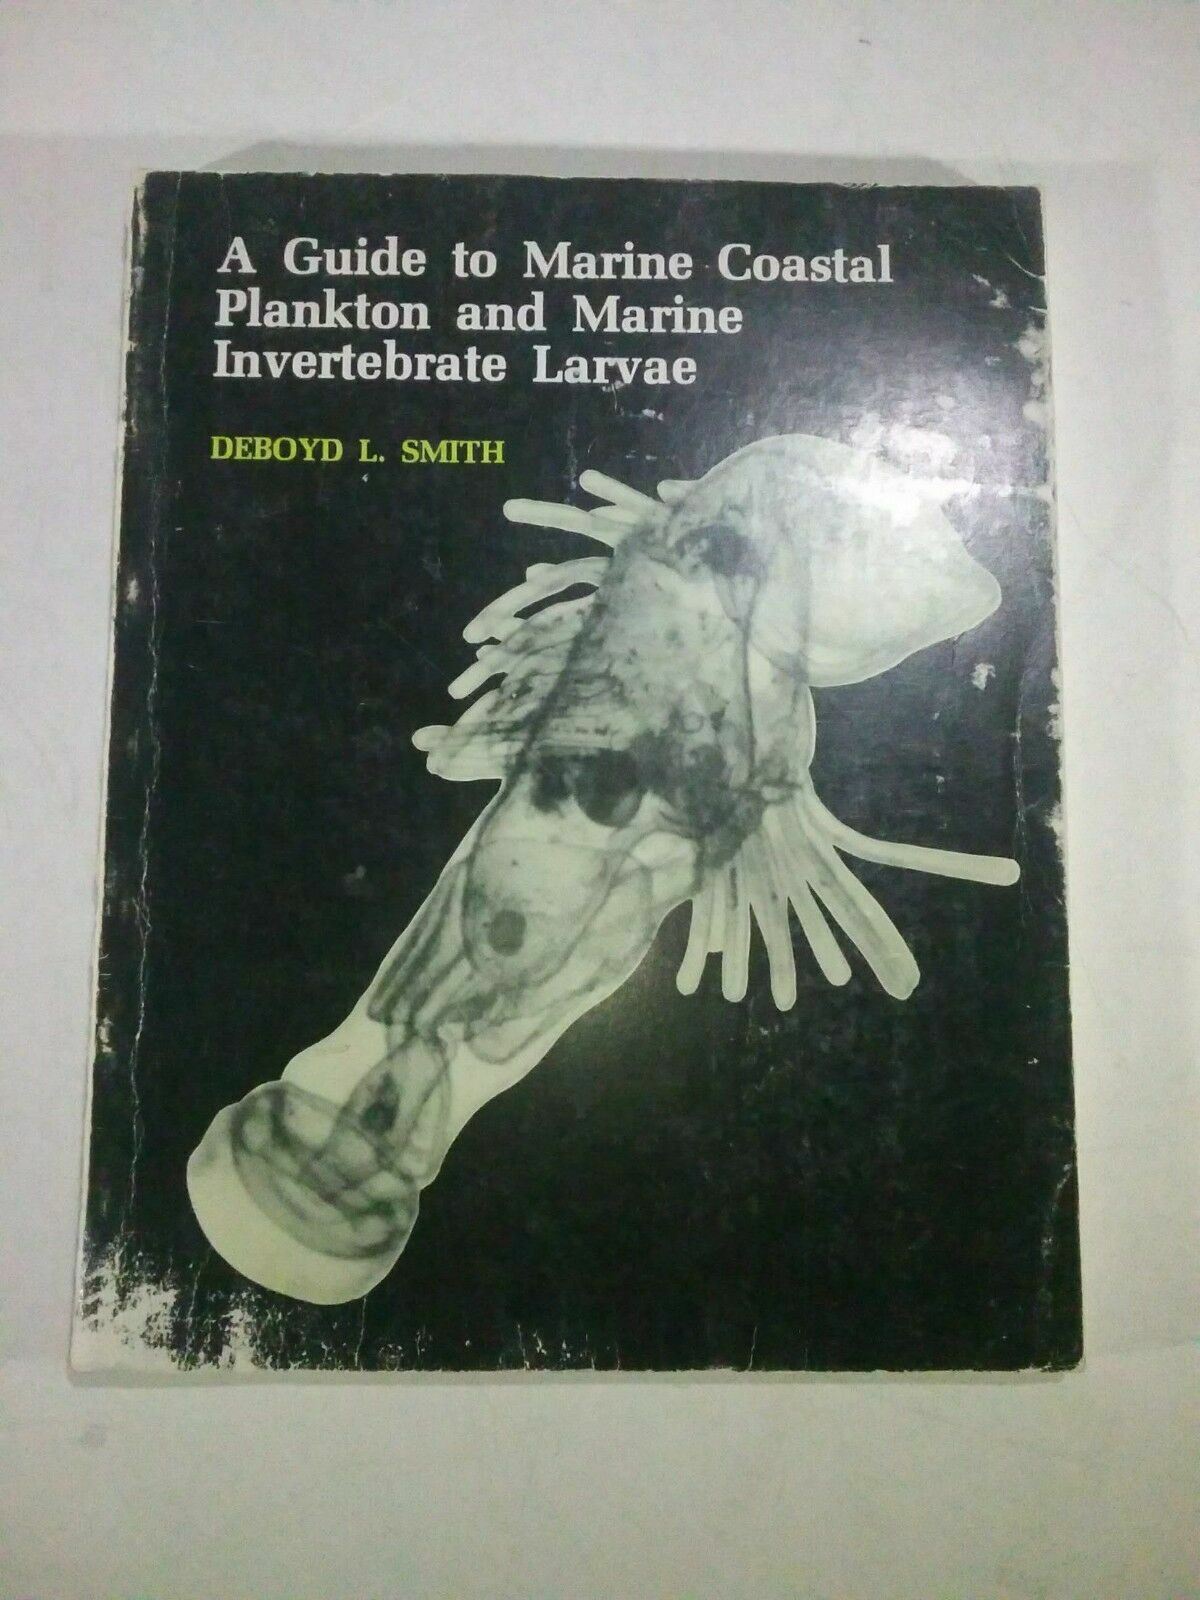 A Guide to Marine Coastal
Plankton and Marine
Invertebrate Larvae
DEBOYD L. SMITH